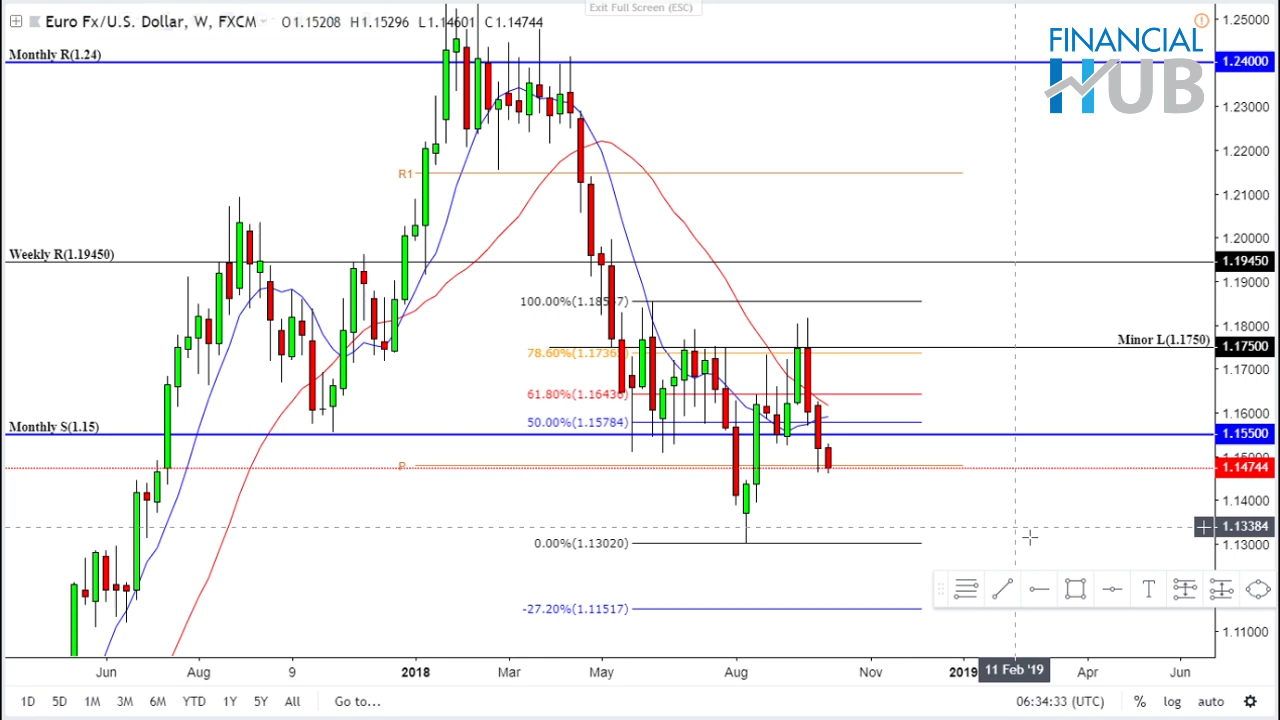 Exit Full Screen (ESC)
Euro Fx/U.S. Dollar, W, FXCM O1.15208 H1.15296 L1.14601 C1.14744
FINANCIAL
HUB
Monthly R(1.24)
R1
Weekly R(1.19450)
100.00%(1.18597)
Minor L(1.1750)
78.60%(1.1736
61.80%(1.16436)
50.00%(1.15784)
Monthly S(1.15)
P
0.00%(1.13020)
-27.20%(1.11517)
1.25000
1.24000
1.23000
1.22000
1.21000
1.20000
1.19450
1.19000
1.18000
1.17500
1.17000
1.16000
1.15500
1.15000
1.14744
1.14000
1.13384
1.13000
1.11000
T
Jun Aug 9 2018 Mar May Aug Nov 2019 11 Feb '19 Apr Jun
1D 5D 1M 3M 6M YTD 1Y 5Y All Go to... 06:34:33 (UTC) % log auto